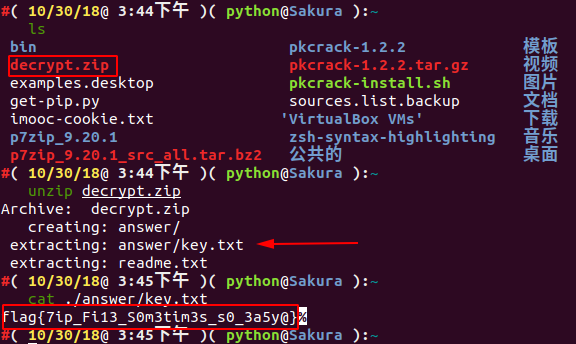 #( 10/30/18@ 3:44下午 )( python@Sakura ):~
ls
bin pkcrack-1.2.2 模板
decrypt.zip pkcrack-1.2.2.tar.gz 视频
examples.desktop pkcrack-install.sh 图片
get-pip.py sources.list.backup 文档
imooc-cookie.txt 'VirtualBox VMs' 下载
p7zip_9.20.1 zsh-syntax-highlighting 音乐
p7zip_9.20.1_src_all.tar.bz2 公共的 桌面
#( 10/30/18@ 3:44下午 )( python@Sakura ):~
unzip decrypt.zip
Archive:  decrypt.zip
creating: answer/
extracting: answer/key.txt
extracting: readme.txt
#( 10/30/18@ 3:45下午 )( python@Sakura ):~
cat ./answer/key.txt
flag{7ip_Fi13_S0m3tim3s_s0_3a5y@}%
#( 10/30/18@ 3:45下午 )( python@Sakura ):~